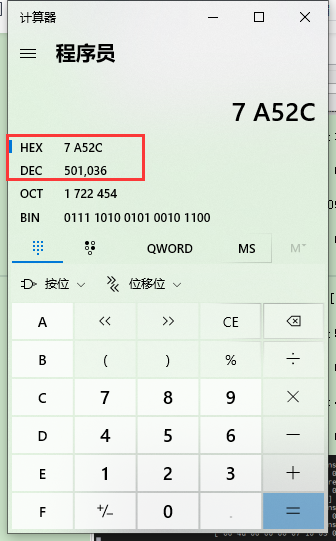 计算器
程序员
7 A52C
HEX 7 A52C
DEC 501,036
OCT 1 722 454
BIN 0111 1010 0101 0010 1100
QWORD MS M˅
按位 位移位
A << >> CE
B ( ) % ÷
C 7 8 9 ×
D 4 5 6 −
E 1 2 3 +
F +/− 0 . =